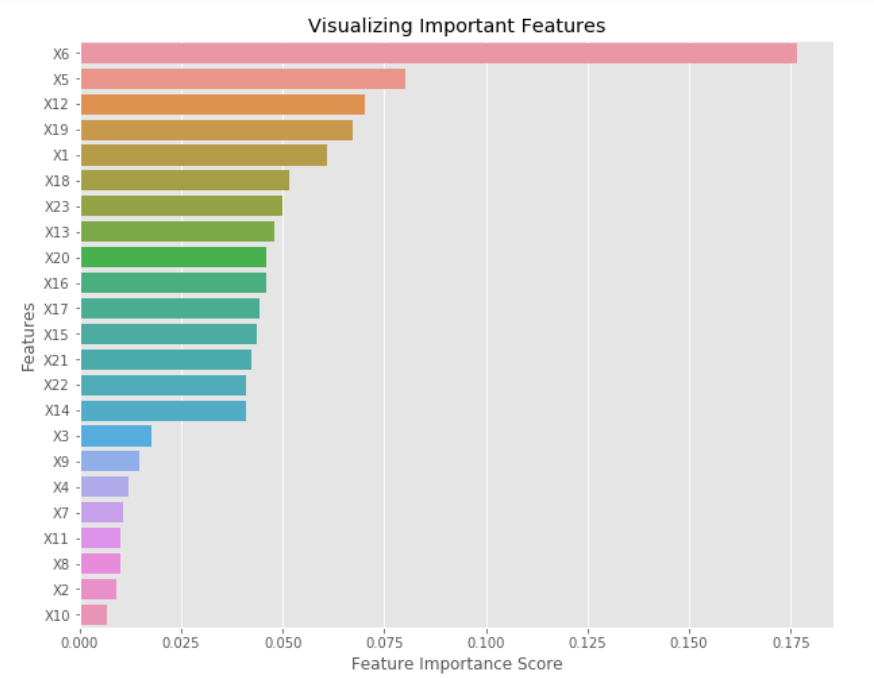 Visualizing Important Features
X6
X5
X12
X19
X1
X18
X23
X13
X20
X16
X17
X15
X21
X22
X14
X3
X9
X4
X7
X11
X8
X2
X10
Features
0.000 0.025 0.050 0.075 0.100 0.125 0.150 0.175
Feature Importance Score